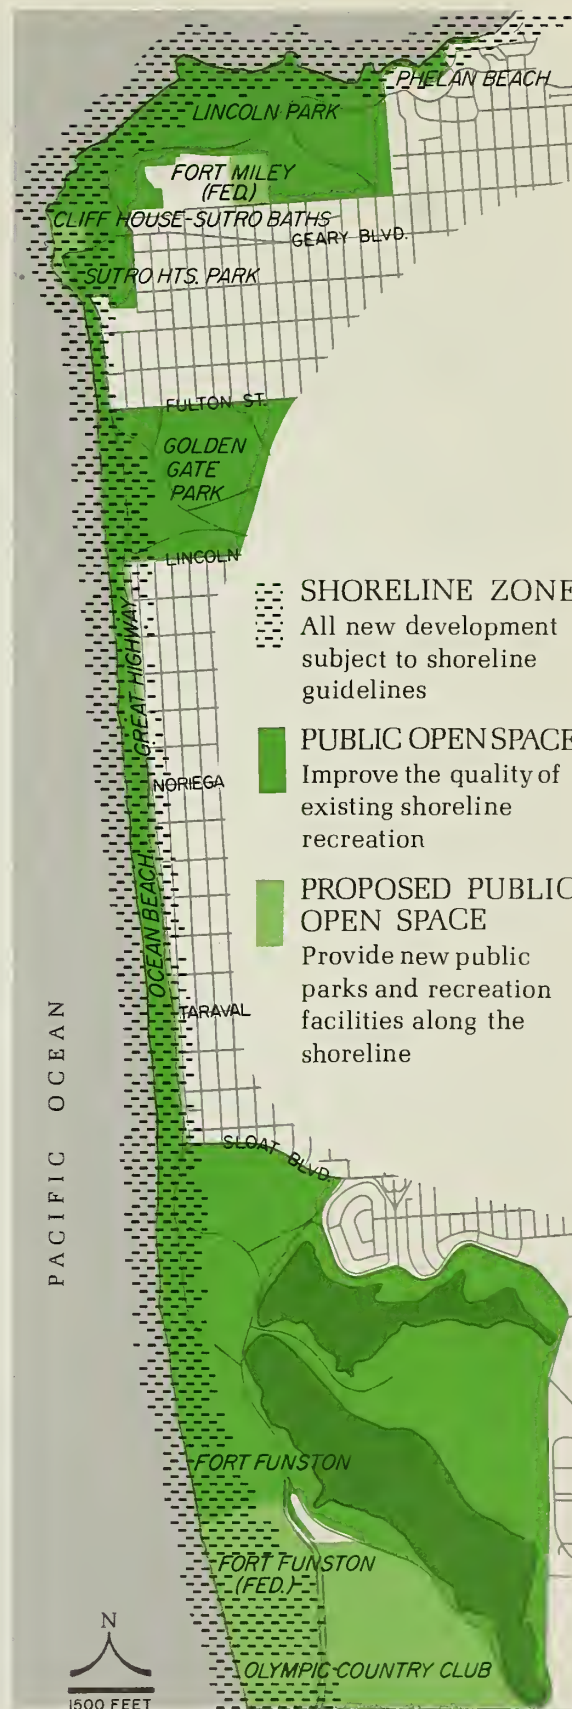 PHELAN BEACH
LINCOLN PARK
FORT MILEY
(FED.)
CLIFF HOUSE-SUTRO BATHS
GEARY BLVD.
SUTRO HTS. PARK
FULTON ST.
GOLDEN
GATE
PARK
LINCOLN
GREAT HIGHWAY
NORIEGA
OCEAN BEACH
TARAVAL
SLOAT BLVD.
PACIFIC OCEAN
SHORELINE ZONE
All new development
subject to shoreline
guidelines
PUBLIC OPEN SPACE
Improve the quality of
existing shoreline
recreation
PROPOSED PUBLIC
OPEN SPACE
Provide new public
parks and recreation
facilities along the
shoreline
FORT FUNSTON
FORT FUNSTON
(FED.)
OLYMPIC COUNTRY CLUB
N
1500 FEET